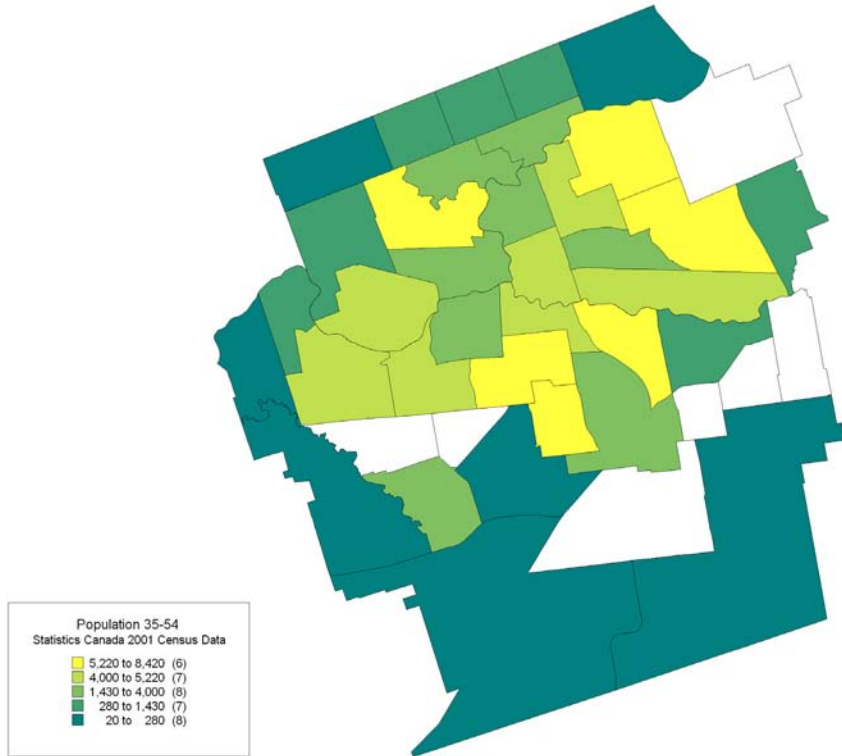 Population 35-54
Statistics Canada 2001 Census Data
5,220 to 8,420 (6)
4,000 to 5,220 (7)
1,430 to 4,000 (8)
280 to 1,430 (7)
20 to 280 (8)